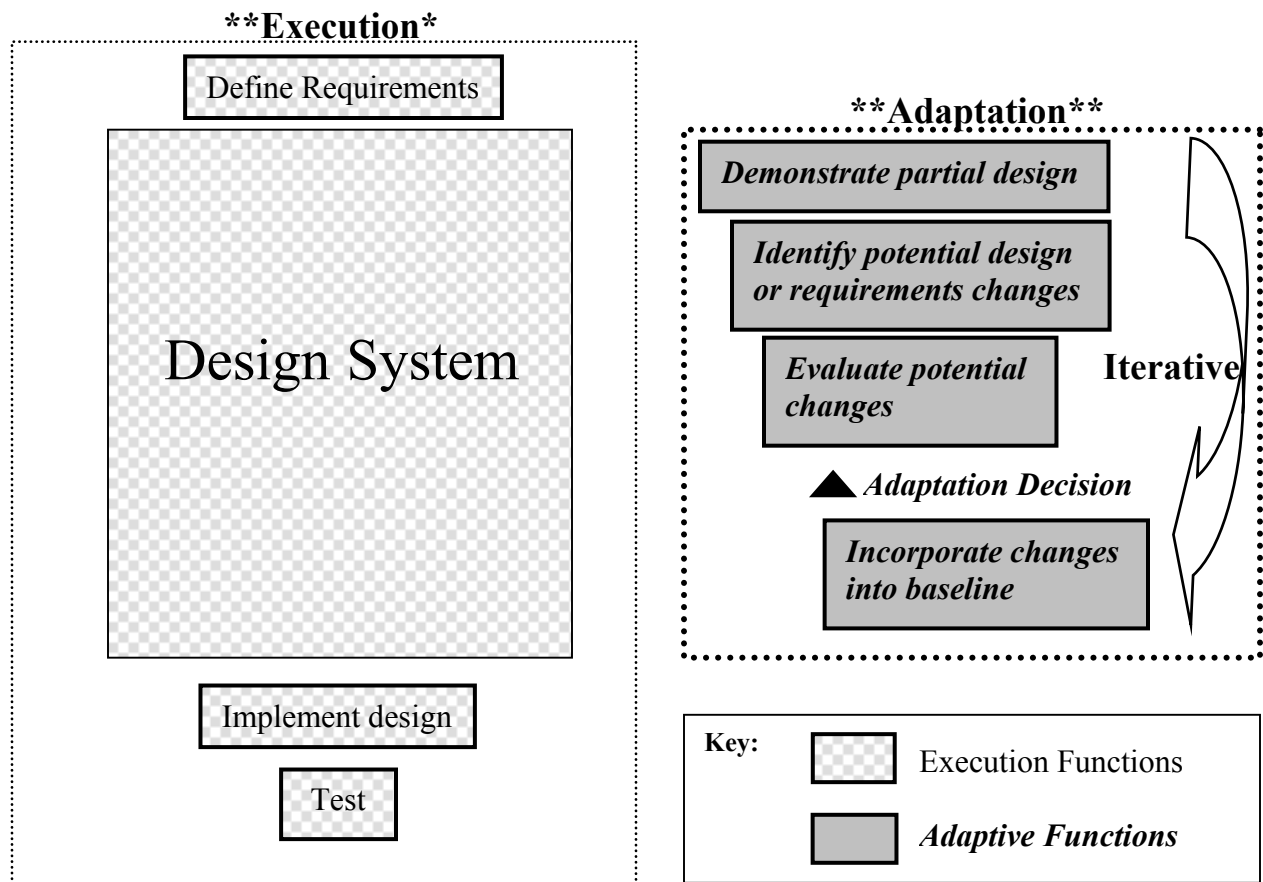 **Execution*
Define Requirements
Design System
Implement design
Test
**Adaptation**
Demonstrate partial design
Identify potential design
or requirements changes
Evaluate potential
changes
Iterative
Adaptation Decision
Incorporate changes
into baseline
Key:
Execution Functions
Adaptive Functions